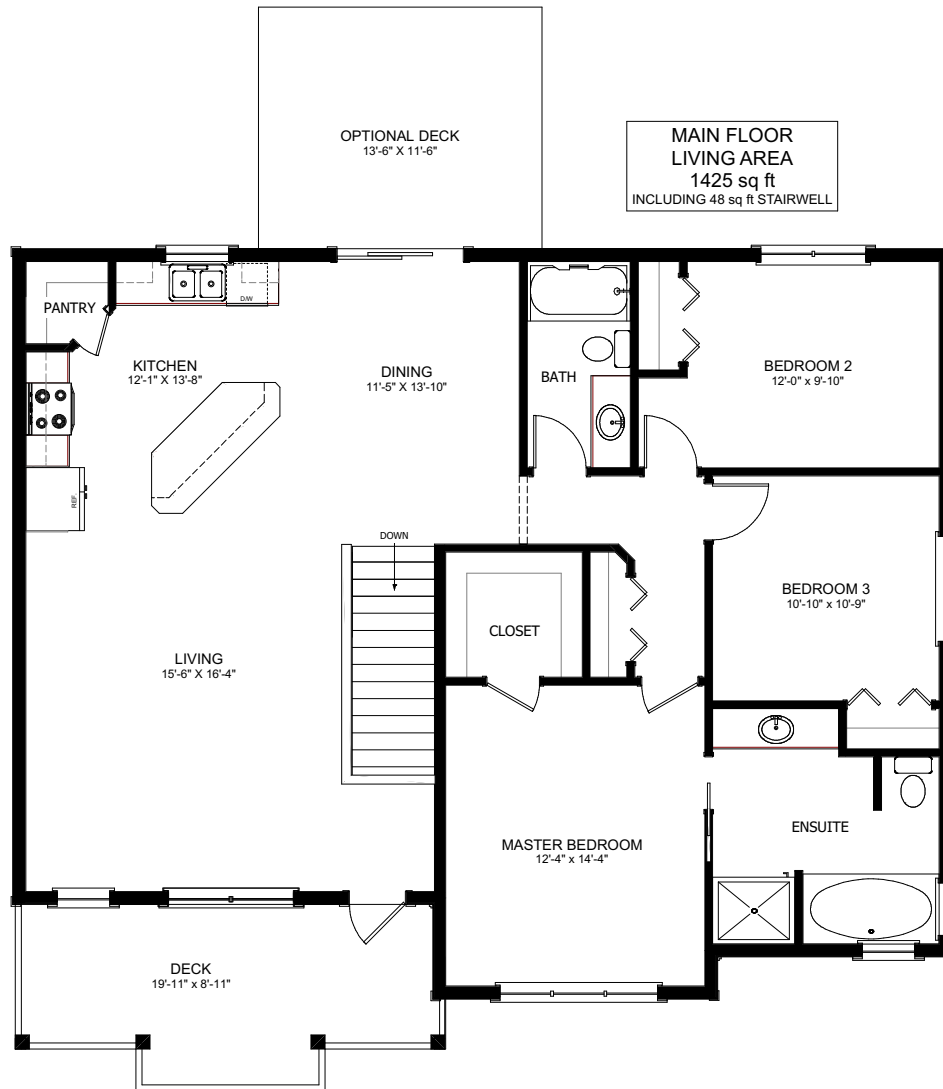 OPTIONAL DECK
13'-6" X 11'-6"
MAIN FLOOR
LIVING AREA
1425 sq ft
INCLUDING 48 sq ft STAIRWELL
PANTRY
D/W
KITCHEN
12'-1" X 13'-8"
DINING
11'-5" X 13'-10"
BATH
BEDROOM 2
12'-0" x 9'-10"
REF.
DOWN
CLOSET
BEDROOM 3
10'-10" x 10'-9"
LIVING
15'-6" X 16'-4"
MASTER BEDROOM
12'-4" x 14'-4"
ENSUITE
DECK
19'-11" x 8'-11"